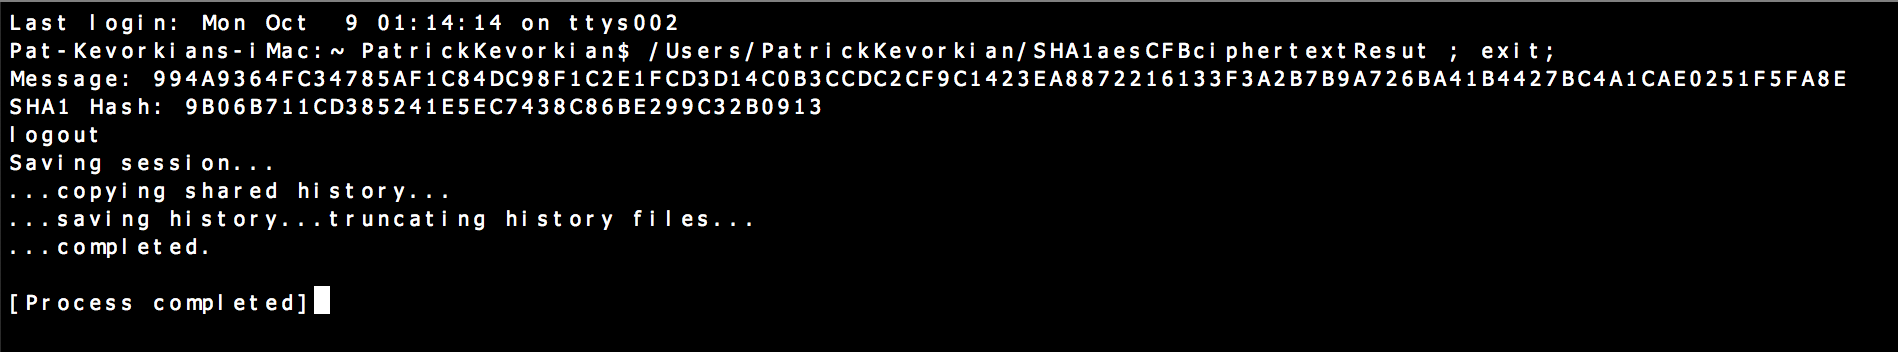 Last login: Mon Oct  9 01:14:14 on ttys002
Pat-Kevorkians-iMac:~ PatrickKevorkian$ /Users/PatrickKevorkian/SHA1aesCFBciphertextResut ; exit;
Message: 994A9364FC34785AF1C84DC98F1C2E1FCD3D14C0B3CCDC2CF9C1423EA8872216133F3A2B7B9A726BA41B4427BC4A1CAE0251F5FA8E
SHA1 Hash: 9B06B711CD385241E5EC7438C86BE299C32B0913
logout
Saving session...
...copying shared history...
...saving history...truncating history files...
...completed.
[Process completed]